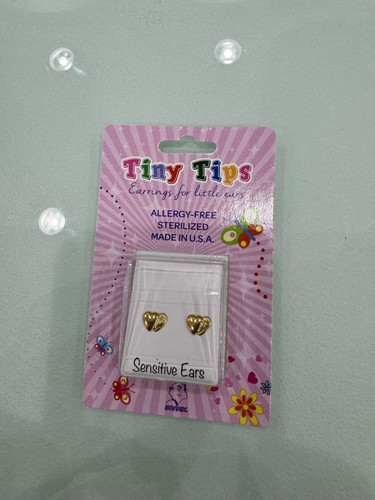 Tiny Tips
Earrings for little ears
ALLERGY-FREE
STERILIZED
MADE IN U.S.A.
Sensitive Ears